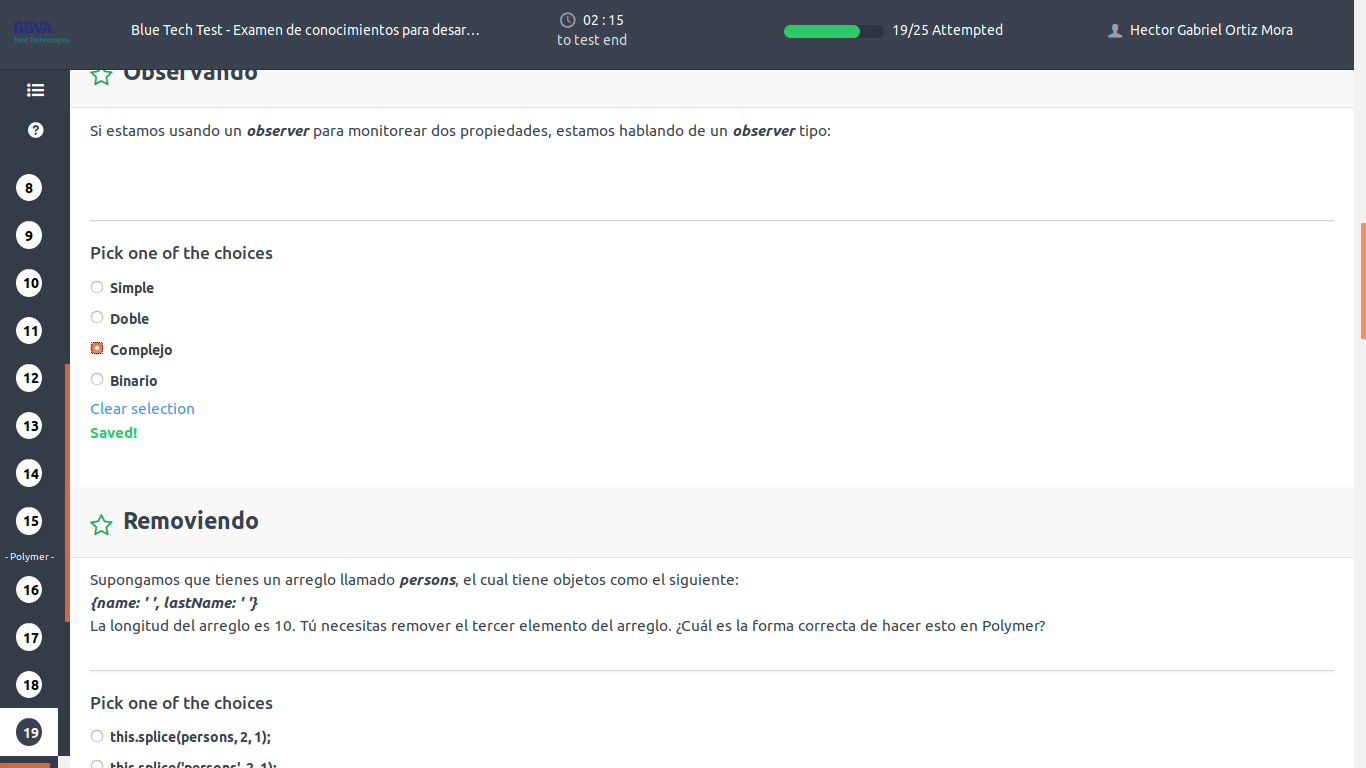 BBVA
Next Technologies
Blue Tech Test - Examen de conocimientos para desar…
02 : 15
to test end
19/25 Attempted
Hector Gabriel Ortiz Mora
8
9
10
11
12
13
14
15
- Polymer -
16
17
18
19
Observando
Si estamos usando un observer para monitorear dos propiedades, estamos hablando de un observer tipo:
Pick one of the choices
Simple
Doble
Complejo
Binario
Clear selection
Saved!
Removiendo
Supongamos que tienes un arreglo llamado persons, el cual tiene objetos como el siguiente:
{name: ' ', lastName: ' '}
La longitud del arreglo es 10. Tú necesitas remover el tercer elemento del arreglo. ¿Cuál es la forma correcta de hacer esto en Polymer?
Pick one of the choices
this.splice(persons, 2, 1);
this.splice('persons', 2, 1);